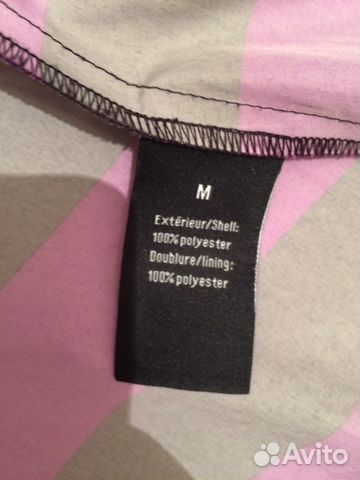 M
Extérieur/Shell:
100% polyester
Doublure/lining:
100% polyester
Avito